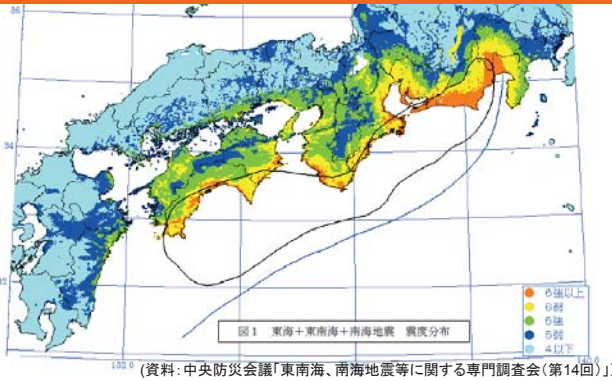 36
34
32
132.0
140.0
6強以上
6弱
5強
5弱
4以下
図1 東海+東南海+南海地震 震度分布
(資料:中央防災会議「東南海、南海地震等に関する専門調査会(第14回)」)